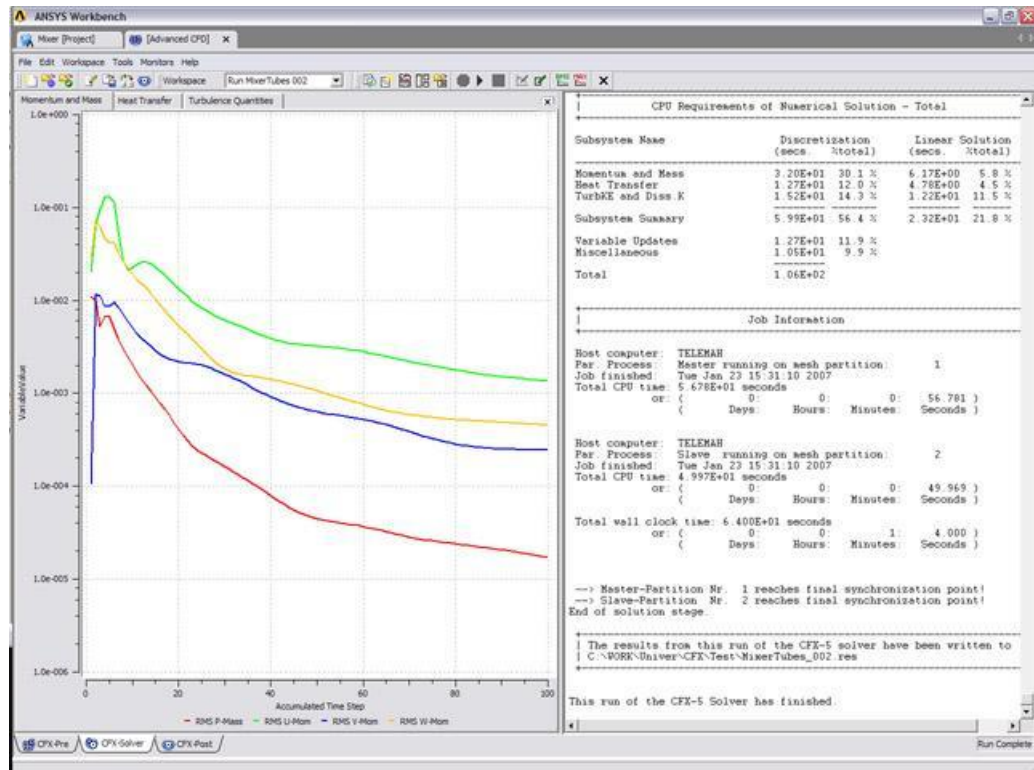 ANSYS Workbench
Mixer [Project] [Advanced CFD] x
File Edit Workspace Tools Monitors Help
Workspace Run MixerTubes 002
Momentum and Mass Heat Transfer Turbulence Quantities
1.0e+000
1.0e-001
1.0e-002
1.0e-003
1.0e-004
1.0e-005
1.0e-006
Variable Value
0 20 40 60 80 100
Accumulated Time Step
RMS P-Mass RMS U-Mom RMS V-Mom RMS W-Mom
CPU Requirements of Numerical Solution - Total
Subsystem Name Discretization Linear Solution
(secs. %total) (secs. %total)
Momentum and Mass 3.20E+01 30.1 % 6.17E+00 5.8 %
Heat Transfer 1.27E+01 12.0 % 4.78E+00 4.5 %
TurbKE and Diss.K 1.52E+01 14.3 % 1.22E+01 11.5 %
Subsystem Summary 5.99E+01 56.4 % 2.32E+01 21.8 %
Variable Updates 1.27E+01 11.9 %
Miscellaneous 1.05E+01 9.9 %
Total 1.06E+02
Job Information
Host computer: TELEMAH
Par. Process: Master running on mesh partition: 1
Job finished: Tue Jan 23 15:31:10 2007
Total CPU time: 5.678E+01 seconds
or: ( 0: 0: 0: 56.781 )
( Days: Hours: Minutes: Seconds )
Host computer: TELEMAH
Par. Process: Slave running on mesh partition: 2
Job finished: Tue Jan 23 15:31:10 2007
Total CPU time: 4.997E+01 seconds
or: ( 0: 0: 0: 49.969 )
( Days: Hours: Minutes: Seconds )
Total wall clock time: 6.400E+01 seconds
or: ( 0: 0: 1: 4.000 )
( Days: Hours: Minutes: Seconds )
--> Master-Partition Nr. 1 reaches final synchronization point!
--> Slave-Partition Nr. 2 reaches final synchronization point!
End of solution stage.
The results from this run of the CFX-5 solver have been written to
C:\WORK\Univer\CFX\Test\MixerTubes_002.res
This run of the CFX-5 Solver has finished.
CFX-Pre CFX-Solver CFX-Post
Run Complete